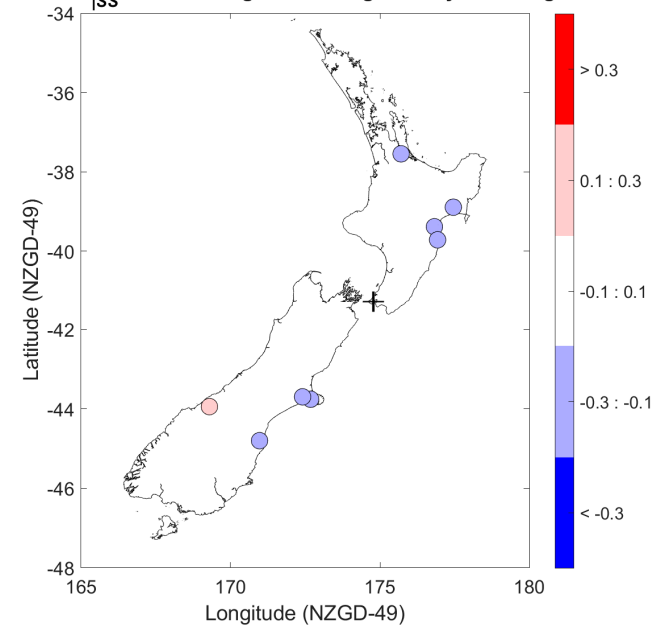 |SS
-34
-36
-38
-40
-42
-44
-46
-48
165
170
175
180
Latitude (NZGD-49)
Longitude (NZGD-49)
> 0.3
0.1 : 0.3
-0.1 : 0.1
-0.3 : -0.1
< -0.3